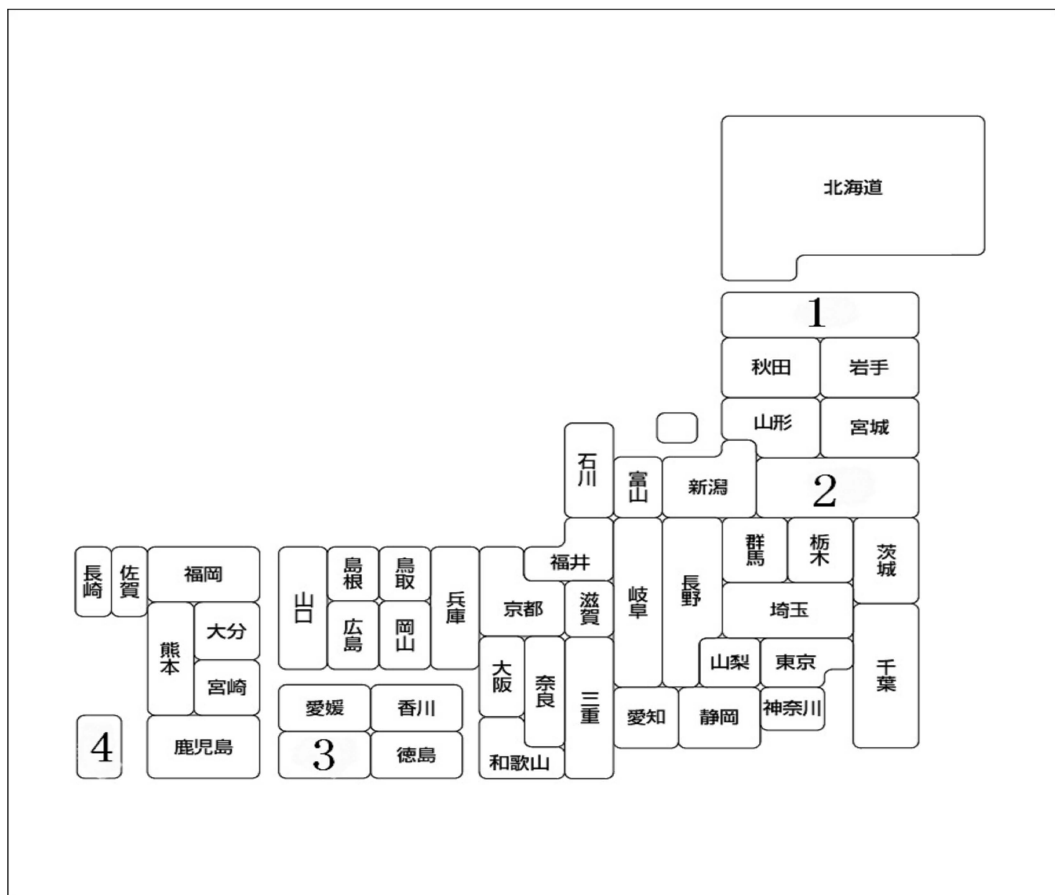 北海道
1
秋田
岩手
山形
宮城
石川
富山
新潟
2
群馬
栃木
茨城
福井
岐阜
長野
長崎
佐賀
福岡
山口
島根
鳥取
兵庫
京都
滋賀
埼玉
熊本
大分
広島
岡山
大阪
奈良
三重
山梨
東京
千葉
宮崎
愛媛
香川
愛知
静岡
神奈川
4
鹿児島
3
徳島
和歌山